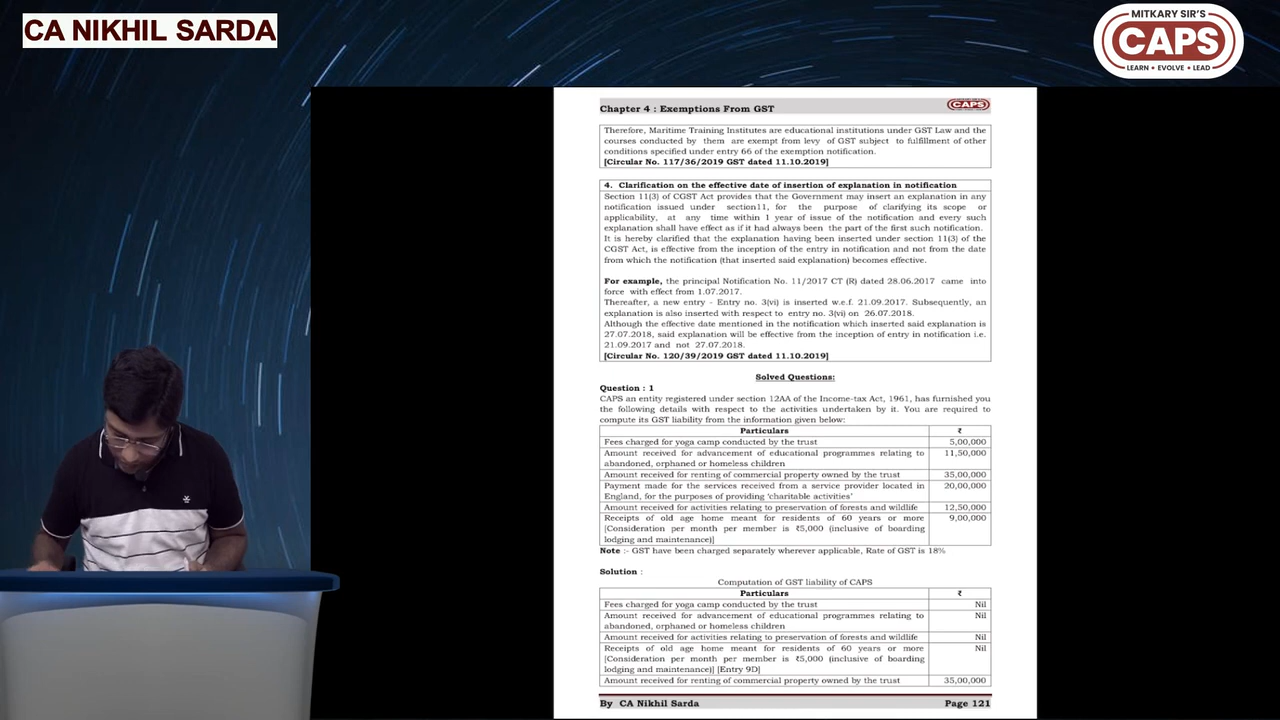 CA NIKHIL SARDA
MITKARY SIR'S
CAPS
LEARN • EVOLVE • LEAD
Chapter 4 : Exemptions From GST
CAPS
Therefore, Maritime Training Institutes are educational institutions under GST Law and the
courses conducted by them are exempt from levy of GST subject to fulfillment of other
conditions specified under entry 66 of the exemption notification.
[Circular No. 117/36/2019 GST dated 11.10.2019]
4. Clarification on the effective date of insertion of explanation in notification
Section 11(3) of CGST Act provides that the Government may insert an explanation in any
notification issued under section11, for the purpose of clarifying its scope or
applicability, at any time within 1 year of issue of the notification and every such
explanation shall have effect as if it had always been the part of the first such notification.
It is hereby clarified that the explanation having been inserted under section 11(3) of the
CGST Act, is effective from the inception of the entry in notification and not from the date
from which the notification (that inserted said explanation) becomes effective.
For example, the principal Notification No. 11/2017 CT (R) dated 28.06.2017 came into
force with effect from 1.07.2017.
Thereafter, a new entry - Entry no. 3(vi) is inserted w.e.f. 21.09.2017. Subsequently, an
explanation is also inserted with respect to entry no. 3(vi) on 26.07.2018.
Although the effective date mentioned in the notification which inserted said explanation is
27.07.2018, said explanation will be effective from the inception of entry in notification i.e.
21.09.2017 and not 27.07.2018.
[Circular No. 120/39/2019 GST dated 11.10.2019]
Solved Questions:
Question : 1
CAPS an entity registered under section 12AA of the Income-tax Act, 1961, has furnished you
the following details with respect to the activities undertaken by it. You are required to
compute its GST liability from the information given below:
Particulars ₹
Fees charged for yoga camp conducted by the trust 5,00,000
Amount received for advancement of educational programmes relating to 11,50,000
abandoned, orphaned or homeless children
Amount received for renting of commercial property owned by the trust 35,00,000
Payment made for the services received from a service provider located in 20,00,000
England, for the purposes of providing 'charitable activities'
Amount received for activities relating to preservation of forests and wildlife 12,50,000
Receipts of old age home meant for residents of 60 years or more 9,00,000
[Consideration per month per member is ₹5,000 (inclusive of boarding
lodging and maintenance)]
Note :- GST have been charged separately wherever applicable, Rate of GST is 18%
Solution :
Computation of GST liability of CAPS
Particulars ₹
Fees charged for yoga camp conducted by the trust Nil
Amount received for advancement of educational programmes relating to Nil
abandoned, orphaned or homeless children
Amount received for activities relating to preservation of forests and wildlife Nil
Receipts of old age home meant for residents of 60 years or more Nil
[Consideration per month per member is ₹5,000 (inclusive of boarding
lodging and maintenance)] [Entry 9D]
Amount received for renting of commercial property owned by the trust 35,00,000
By CA Nikhil Sarda Page 121